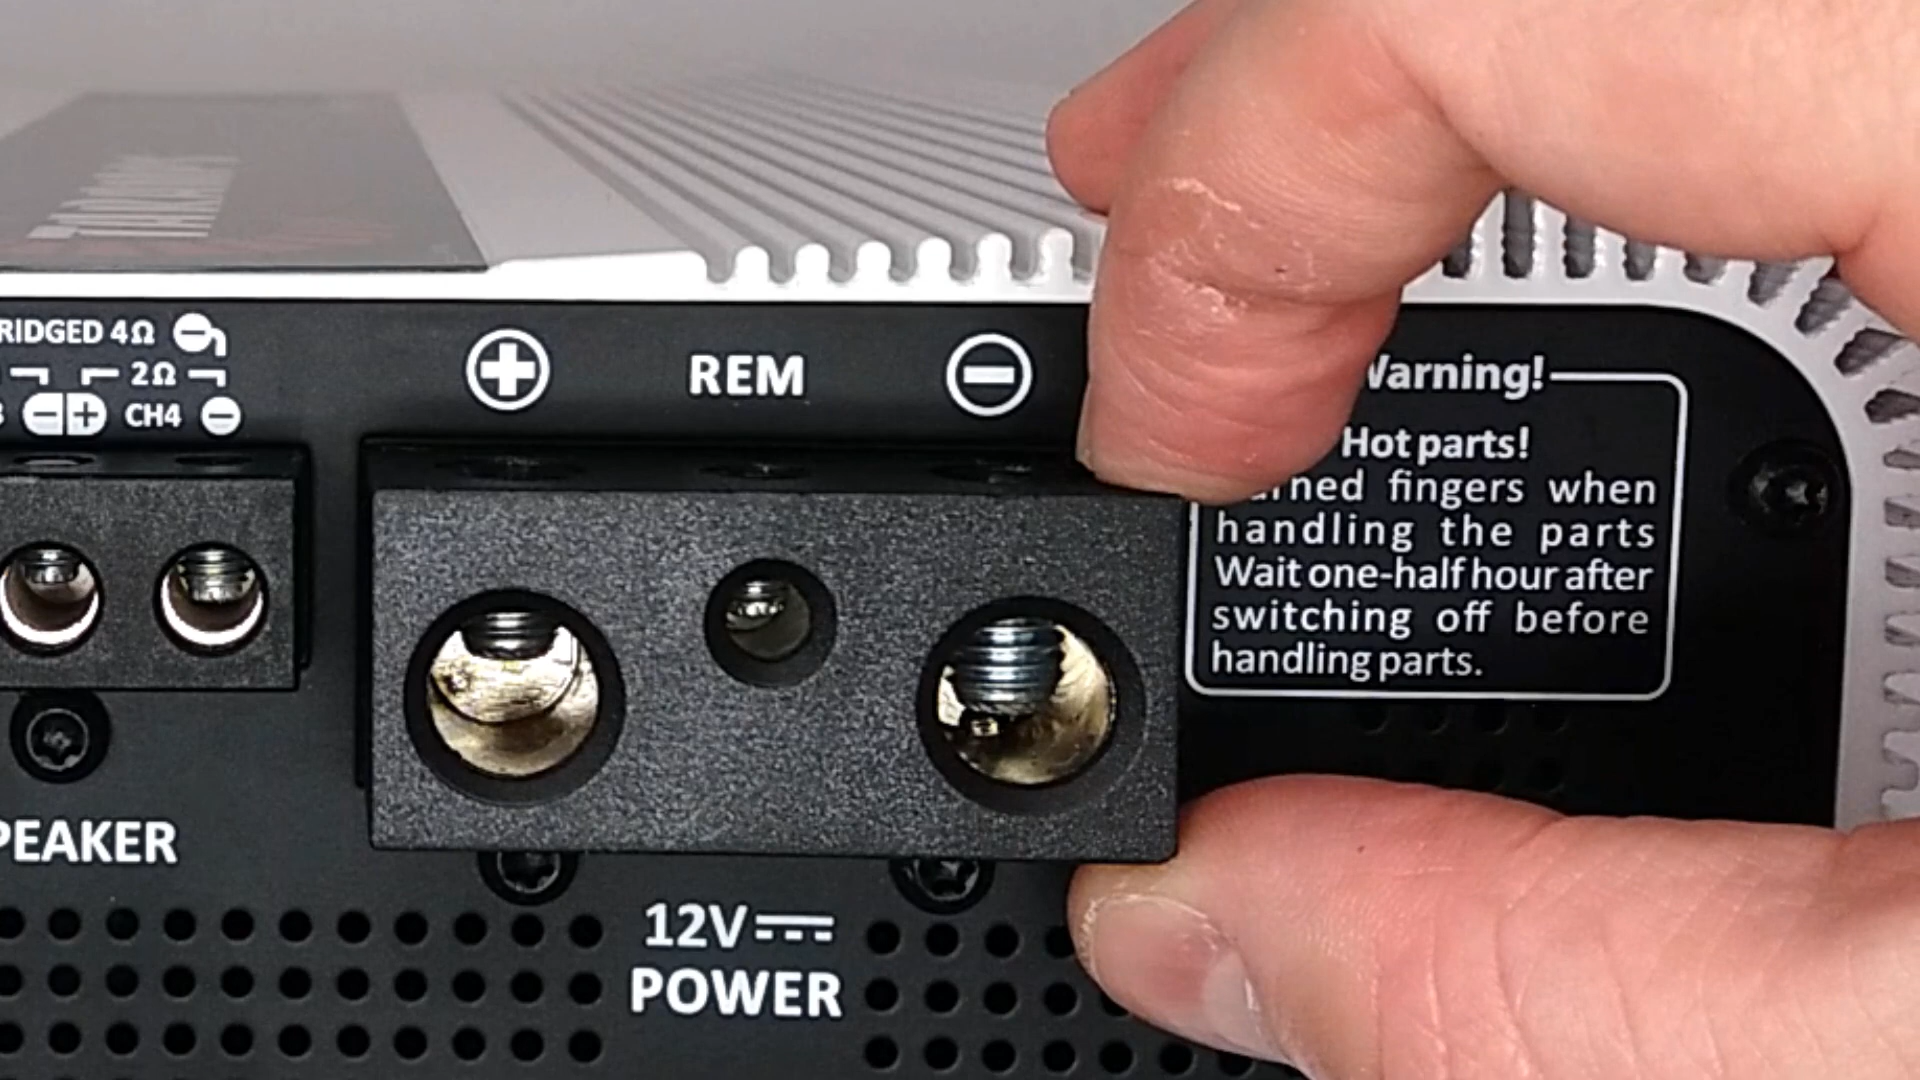 RIDGED 4Ω
2Ω
CH4
REM
Warning!
Hot parts!
fingers when
handling the parts
Wait one-half hour after
switching off before
handling parts.
PEAKER
12V
POWER